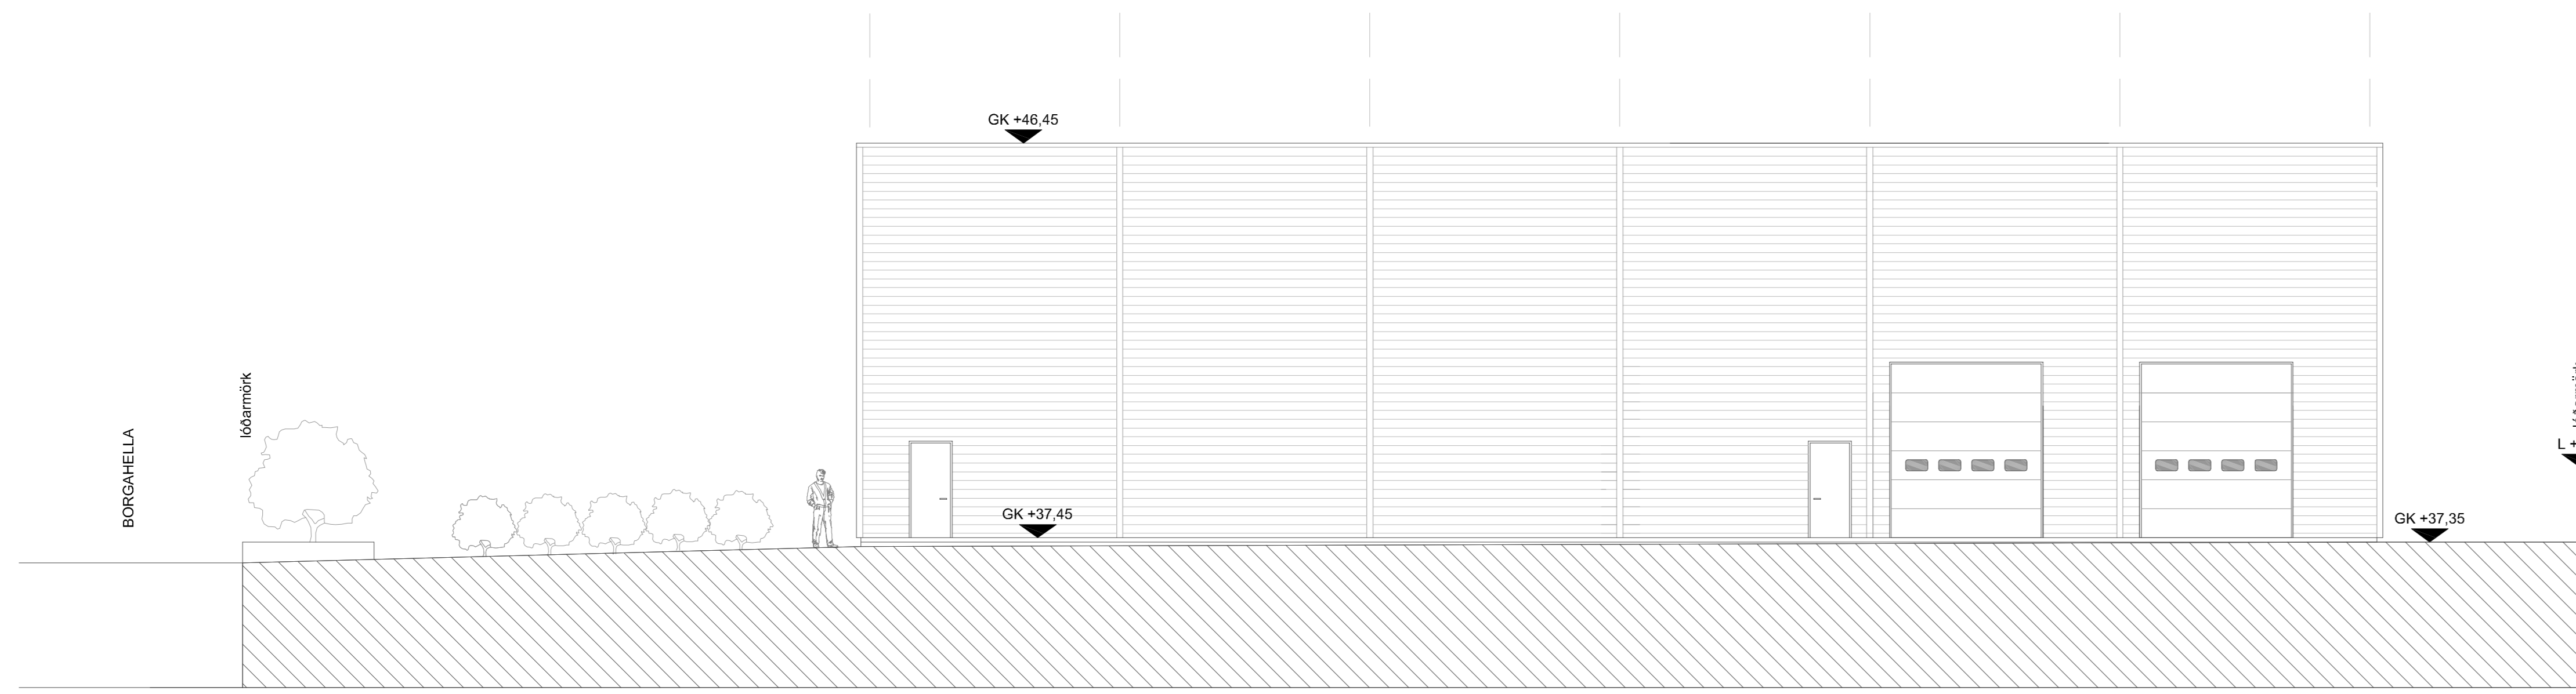 GK +46,45
lóðarmörk
BORGAHELLA
GK +37,45
GK +37,35
L +